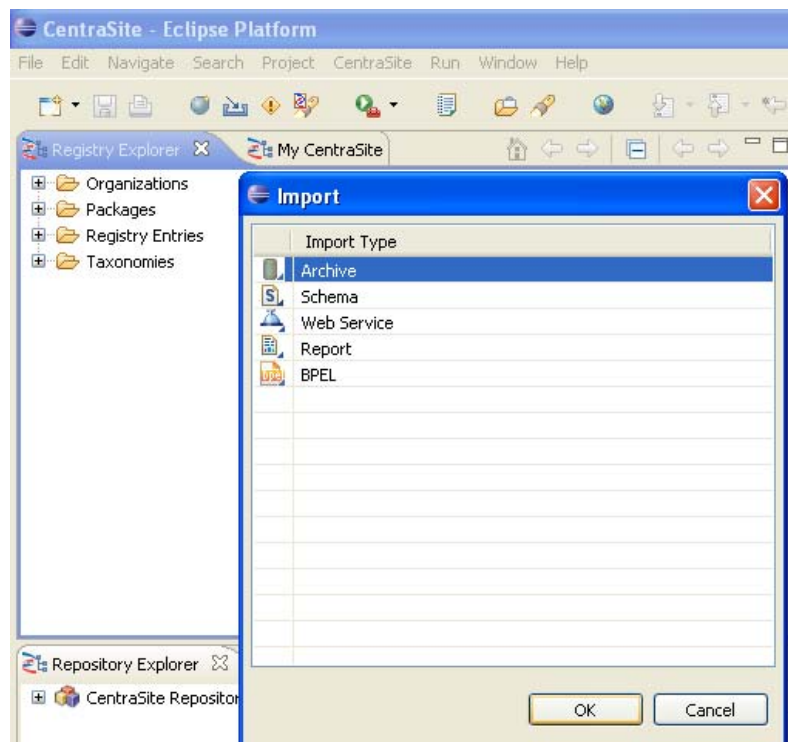 CentraSite - Eclipse Platform
File Edit Navigate Search Project CentraSite Run Window Help
Registry Explorer My CentraSite
Organizations
Packages
Registry Entries
Taxonomies
Import
Import Type
Archive
Schema
Web Service
Report
BPEL
OK Cancel
Repository Explorer
CentraSite Repositor